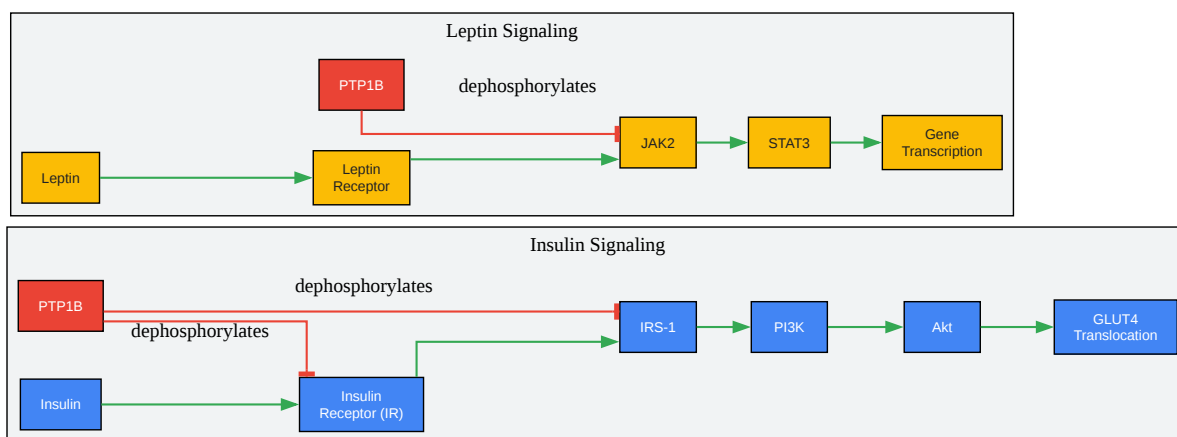 Leptin Signaling
PTP1B
dephosphorylates
JAK2
STAT3
Gene
Transcription
Leptin
Leptin
Receptor
Insulin Signaling
PTP1B
dephosphorylates
dephosphorylates
IRS-1
PI3K
Akt
GLUT4
Translocation
Insulin
Insulin
Receptor (IR)